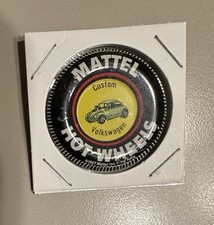 MATTEL
Custom
Volkswagen
HOT WHEELS